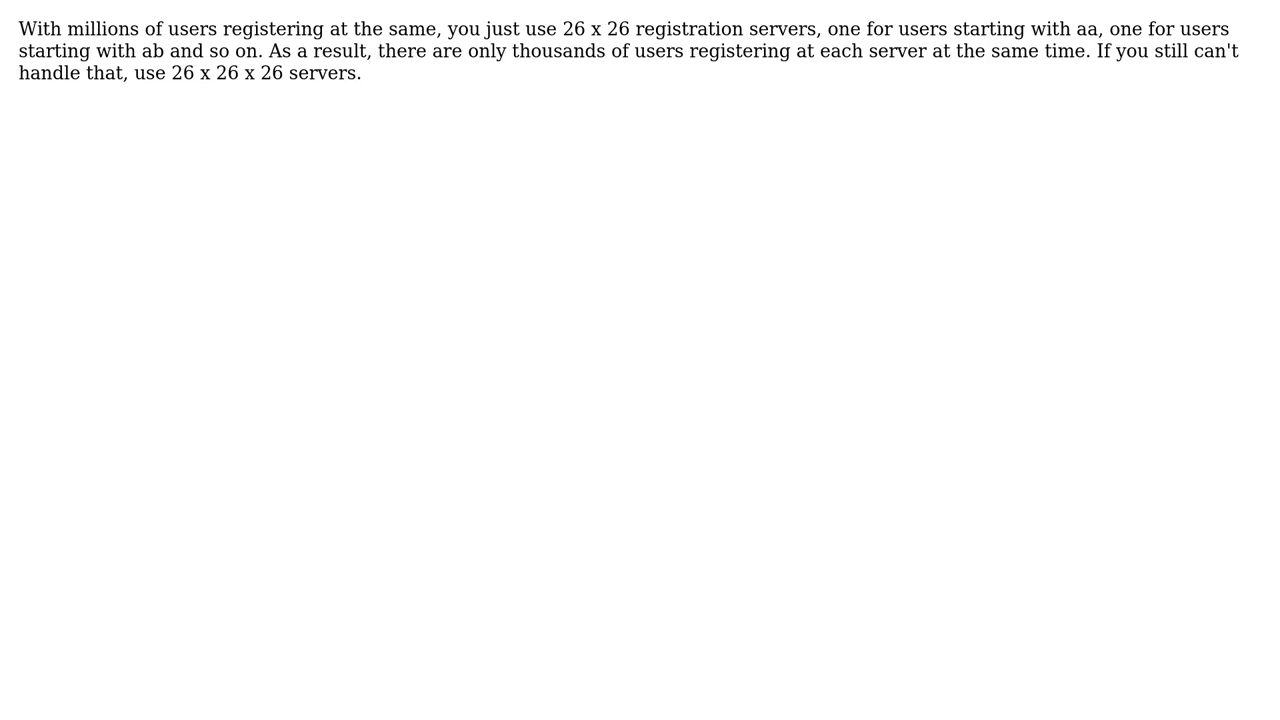 With millions of users registering at the same, you just use 26 x 26 registration servers, one for users starting with aa, one for users
starting with ab and so on. As a result, there are only thousands of users registering at each server at the same time. If you still can't
handle that, use 26 x 26 x 26 servers.